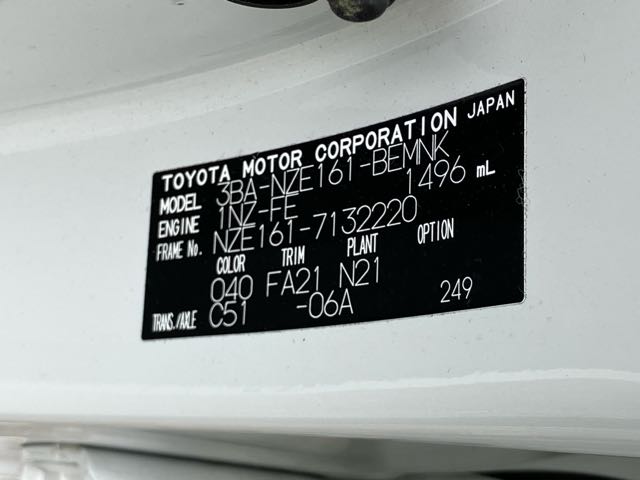 TOYOTA MOTOR CORPORATION JAPAN
MODEL 3BA-NZE161-BEMNK
ENGINE 1NZ-FE 1496 mL
FRAME No. NZE161-7132220
COLOR TRIM PLANT OPTION
040 FA21 N21
TRANS./AXLE C51 -06A 249